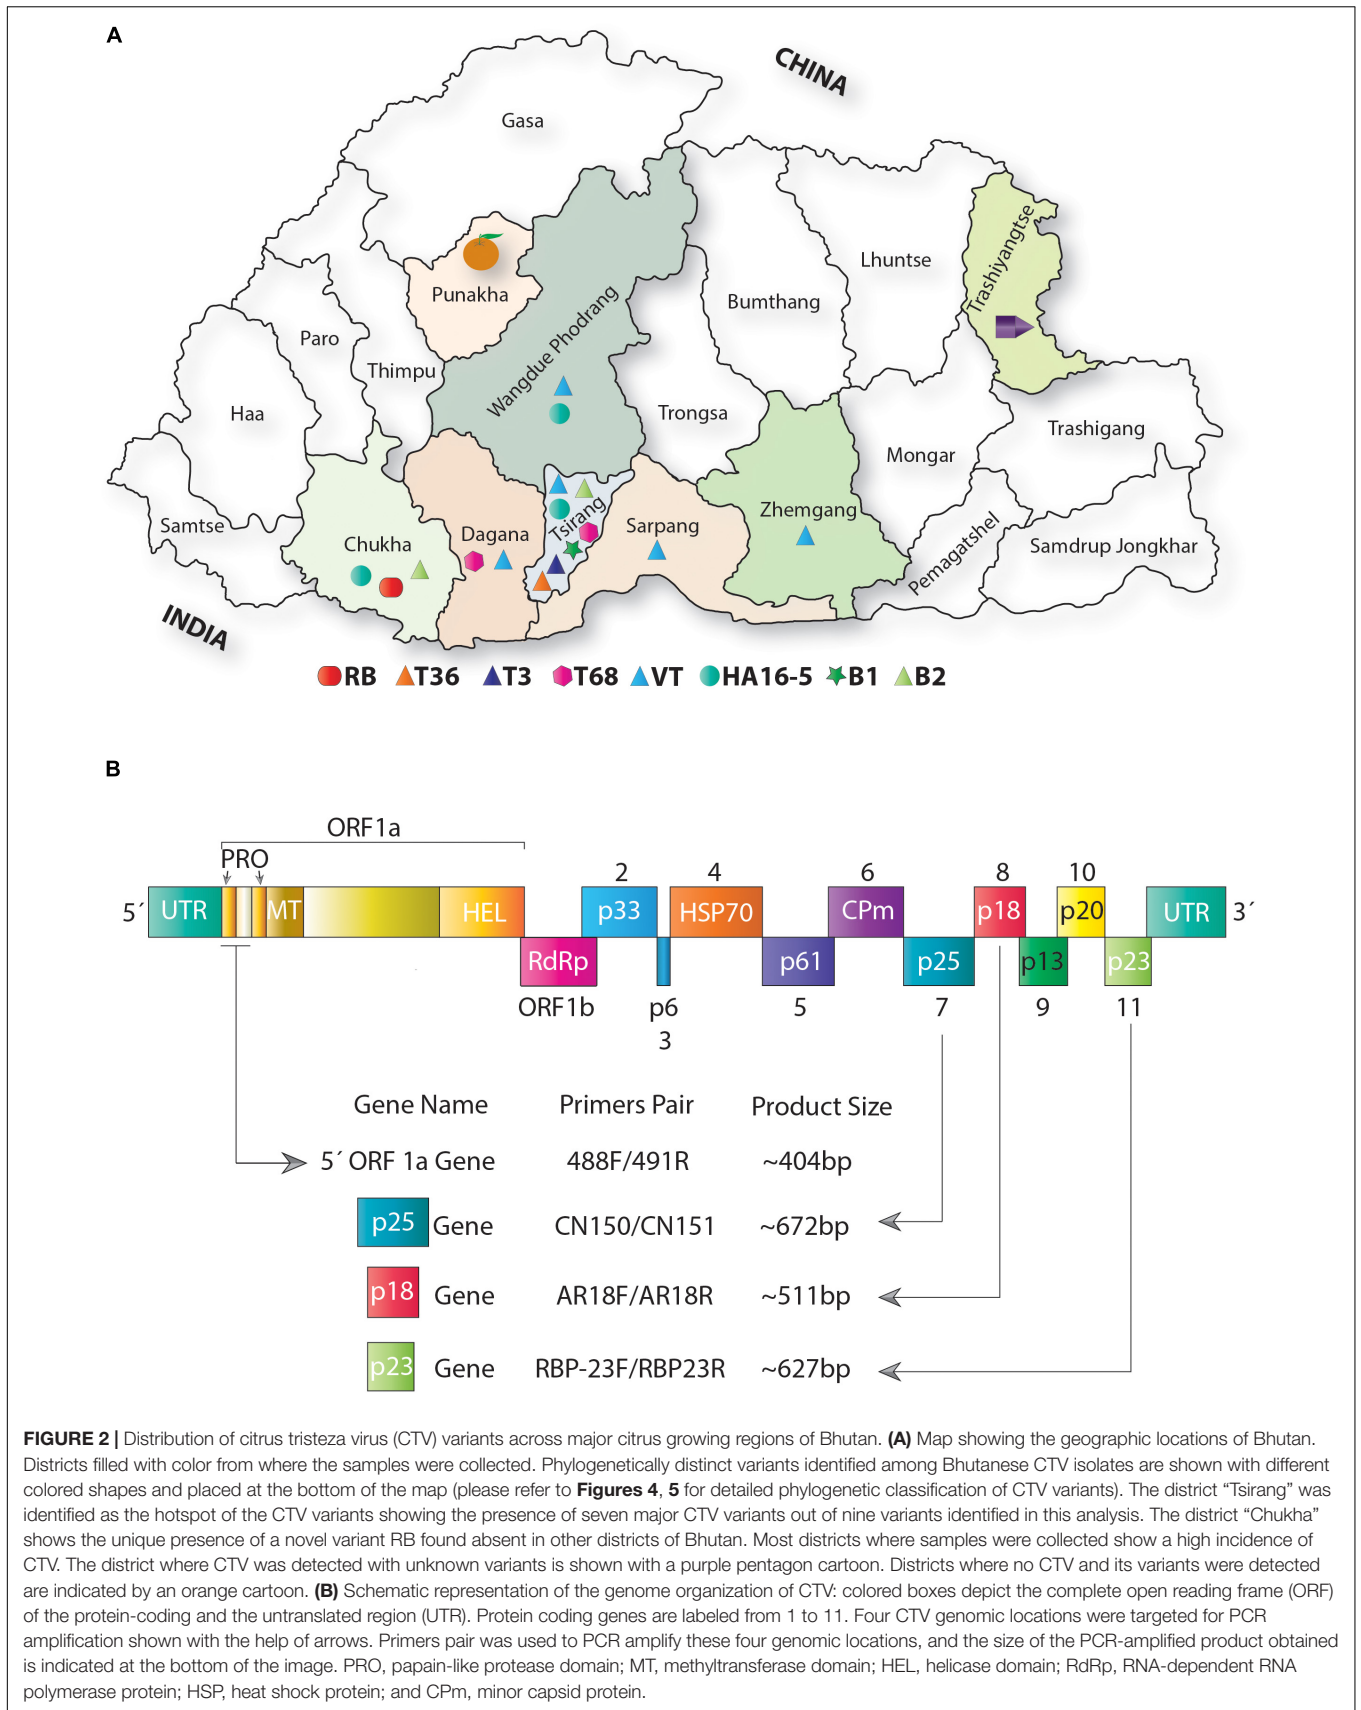 A
CHINA
Gasa
Punakha
Wangdue Phodrang
Trashiyangtse
Lhuntse
Bumthang
Paro
Thimpu
Haa
Trongsa
Mongar
Trashigang
Samtse
Chukha
Dagana
Tsirang
Sarpang
Zhemgang
Pemagatshel
Samdrup Jongkhar
INDIA
RB T36 T3 T68 VT HA16-5 B1 B2
B
ORF1a
PRO
2 4 6 8 10
5´ UTR MT HEL p33 HSP70 CPm p18 p20 UTR 3´
RdRp p61 p25 p13 p23
ORF1b p6 5 7 9 11
3
Gene Name Primers Pair Product Size
5´ ORF 1a Gene 488F/491R ~404bp
p25 Gene CN150/CN151 ~672bp
p18 Gene AR18F/AR18R ~511bp
p23 Gene RBP-23F/RBP23R ~627bp
FIGURE 2 | Distribution of citrus tristeza virus (CTV) variants across major citrus growing regions of Bhutan. (A) Map showing the geographic locations of Bhutan.
Districts filled with color from where the samples were collected. Phylogenetically distinct variants identified among Bhutanese CTV isolates are shown with different
colored shapes and placed at the bottom of the map (please refer to Figures 4, 5 for detailed phylogenetic classification of CTV variants). The district “Tsirang” was
identified as the hotspot of the CTV variants showing the presence of seven major CTV variants out of nine variants identified in this analysis. The district “Chukha”
shows the unique presence of a novel variant RB found absent in other districts of Bhutan. Most districts where samples were collected show a high incidence of
CTV. The district where CTV was detected with unknown variants is shown with a purple pentagon cartoon. Districts where no CTV and its variants were detected
are indicated by an orange cartoon. (B) Schematic representation of the genome organization of CTV: colored boxes depict the complete open reading frame (ORF)
of the protein-coding and the untranslated region (UTR). Protein coding genes are labeled from 1 to 11. Four CTV genomic locations were targeted for PCR
amplification shown with the help of arrows. Primers pair was used to PCR amplify these four genomic locations, and the size of the PCR-amplified product obtained
is indicated at the bottom of the image. PRO, papain-like protease domain; MT, methyltransferase domain; HEL, helicase domain; RdRp, RNA-dependent RNA
polymerase protein; HSP, heat shock protein; and CPm, minor capsid protein.